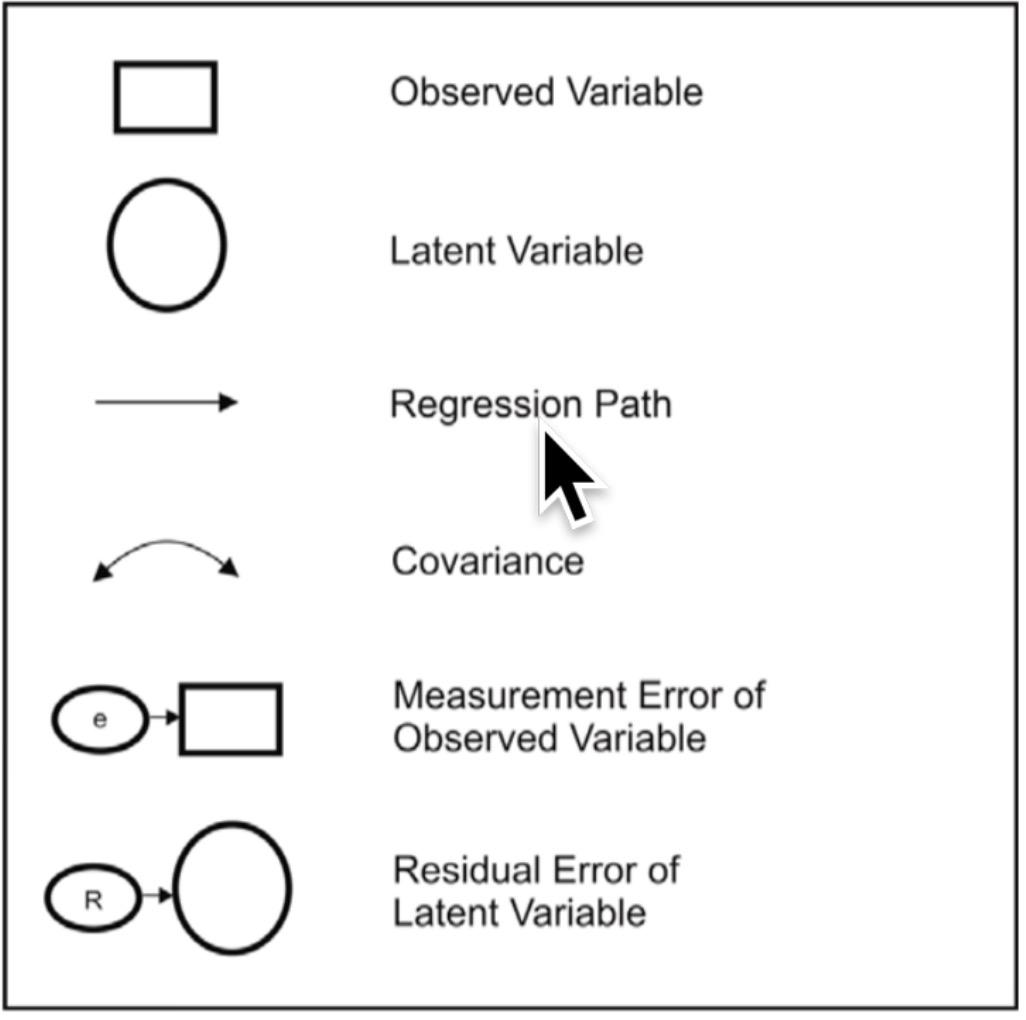 Observed Variable
Latent Variable
Regression Path
Covariance
e
Measurement Error of
Observed Variable
R
Residual Error of
Latent Variable